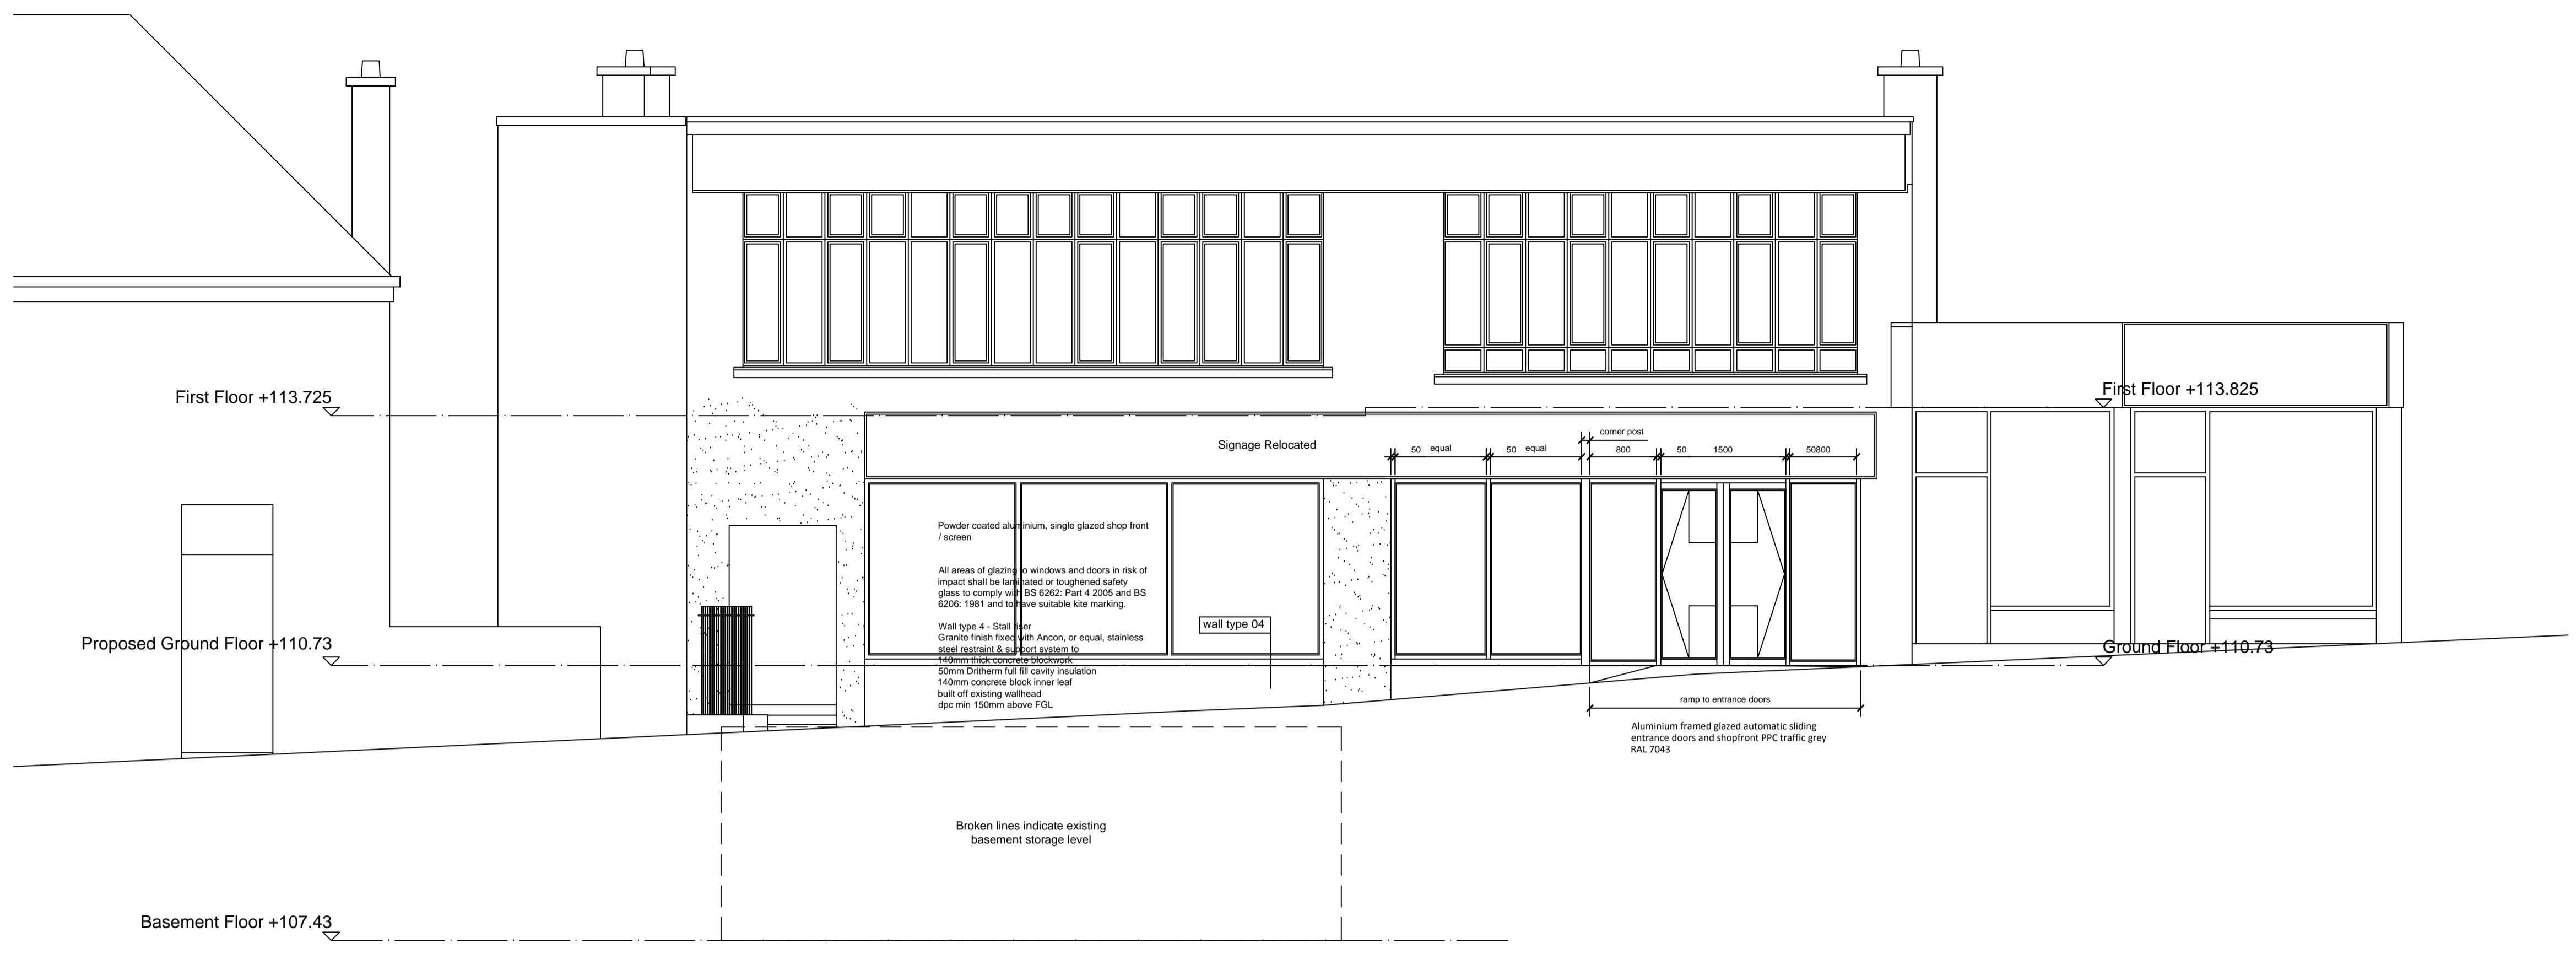 First Floor +113.725
First Floor +113.825
corner post
Signage Relocated
50 equal 50 equal 800 50 1500 50800
Powder coated aluminium, single glazed shop front
/ screen
All areas of glazing to windows and doors in risk of
impact shall be laminated or toughened safety
glass to comply with BS 6262: Part 4 2005 and BS
6206: 1981 and to have suitable kite marking.
Wall type 4 - Stall riser
Granite finish fixed with Ancon, or equal, stainless
steel restraint & support system to
140mm thick concrete blockwork
50mm Dritherm full fill cavity insulation
140mm concrete block inner leaf
built off existing wallhead
dpc min 150mm above FGL
wall type 04
Proposed Ground Floor +110.73
Ground Floor +110.73
ramp to entrance doors
Aluminium framed glazed automatic sliding
entrance doors and shopfront PPC traffic grey
RAL 7043
Broken lines indicate existing
basement storage level
Basement Floor +107.43